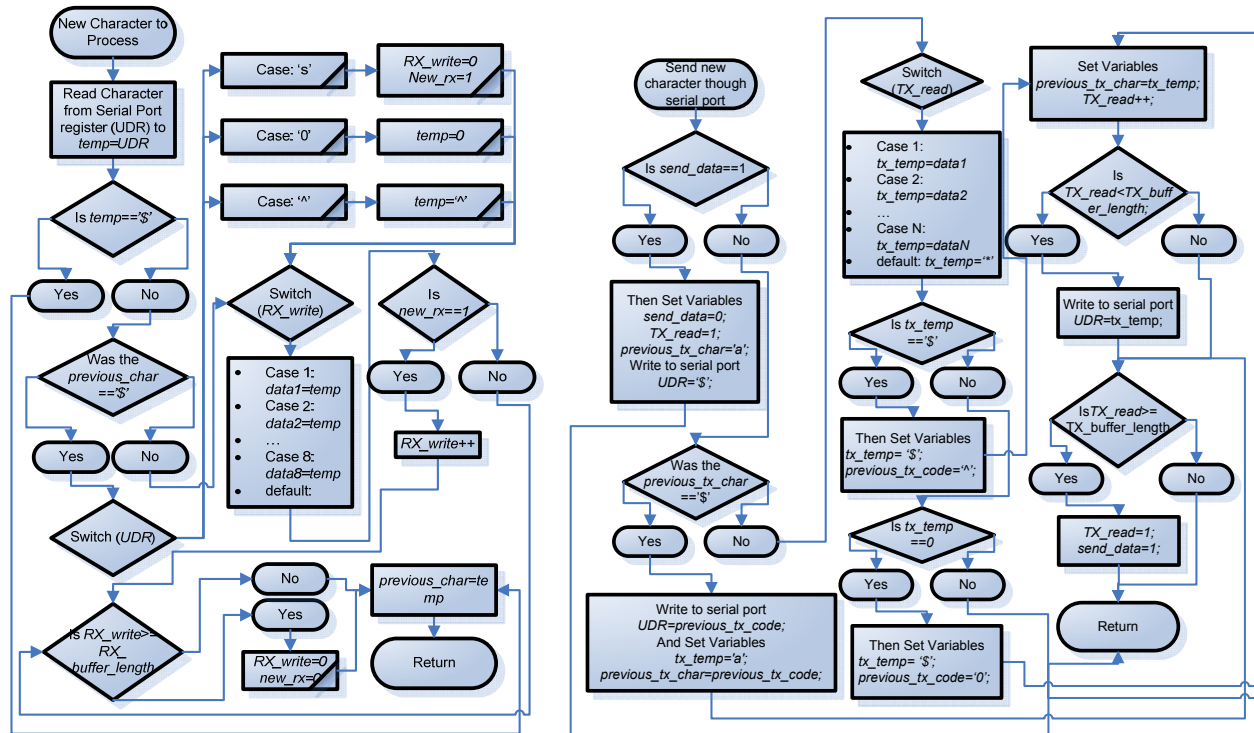 New Character to
Process
Read Character
from Serial Port
register (UDR) to
temp=UDR
Is temp=='$'
Yes
No
Was the
previous_char
=='$'
Yes
No
Switch (UDR)
Is RX_write>=
RX_
buffer_length
Case: 's'
RX_write=0
New_rx=1
Case: '0'
temp=0
Case: '^'
temp='^'
Switch
(RX_write)
• Case 1:
data1=temp
• Case 2:
data2=temp
• ...
• Case 8:
data8=temp
• default:
Is
new_rx==1
Yes
No
RX_write++
No
Yes
RX_write=0
new_rx=0
previous_char=te
mp
Return
Send new
character though
serial port
Is send_data==1
Yes
No
Then Set Variables
send_data=0;
TX_read=1;
previous_tx_char='a';
Write to serial port
UDR='$';
Was the
previous_tx_char
=='$'
Yes
No
Write to serial port
UDR=previous_tx_code;
And Set Variables
tx_temp='a';
previous_tx_char=previous_tx_code;
Switch
(TX_read)
• Case 1:
tx_temp=data1
• Case 2:
tx_temp=data2
• ...
• Case N:
tx_temp=dataN
• default: tx_temp='*'
Is tx_temp
=='$'
Yes
No
Then Set Variables
tx_temp= '$';
previous_tx_code='^';
Is tx_temp
==0
Yes
No
Then Set Variables
tx_temp= '$';
previous_tx_code='0';
Set Variables
previous_tx_char=tx_temp;
TX_read++;
Is
TX_read<TX_buff
er_length;
Yes
No
Write to serial port
UDR=tx_temp;
IsTX_read>=
TX_buffer_length
Yes
No
TX_read=1;
send_data=1;
Return